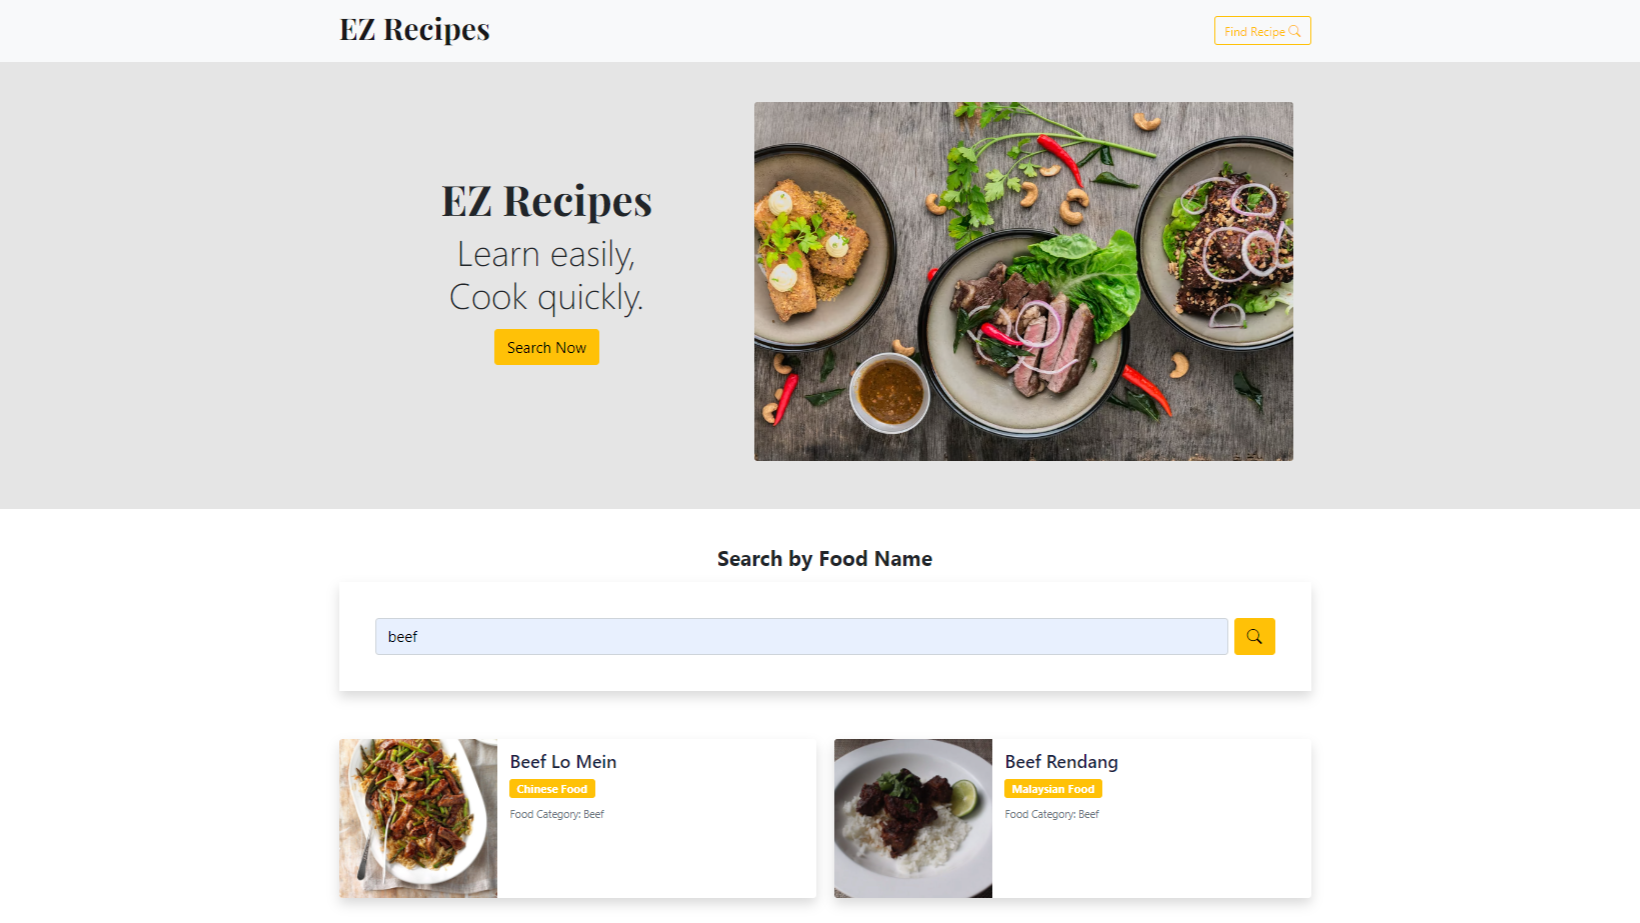 EZ Recipes
Find Recipe
EZ Recipes
Learn easily,
Cook quickly.
Search Now
Search by Food Name
beef
Beef Lo Mein
Chinese Food
Food Category: Beef
Beef Rendang
Malaysian Food
Food Category: Beef